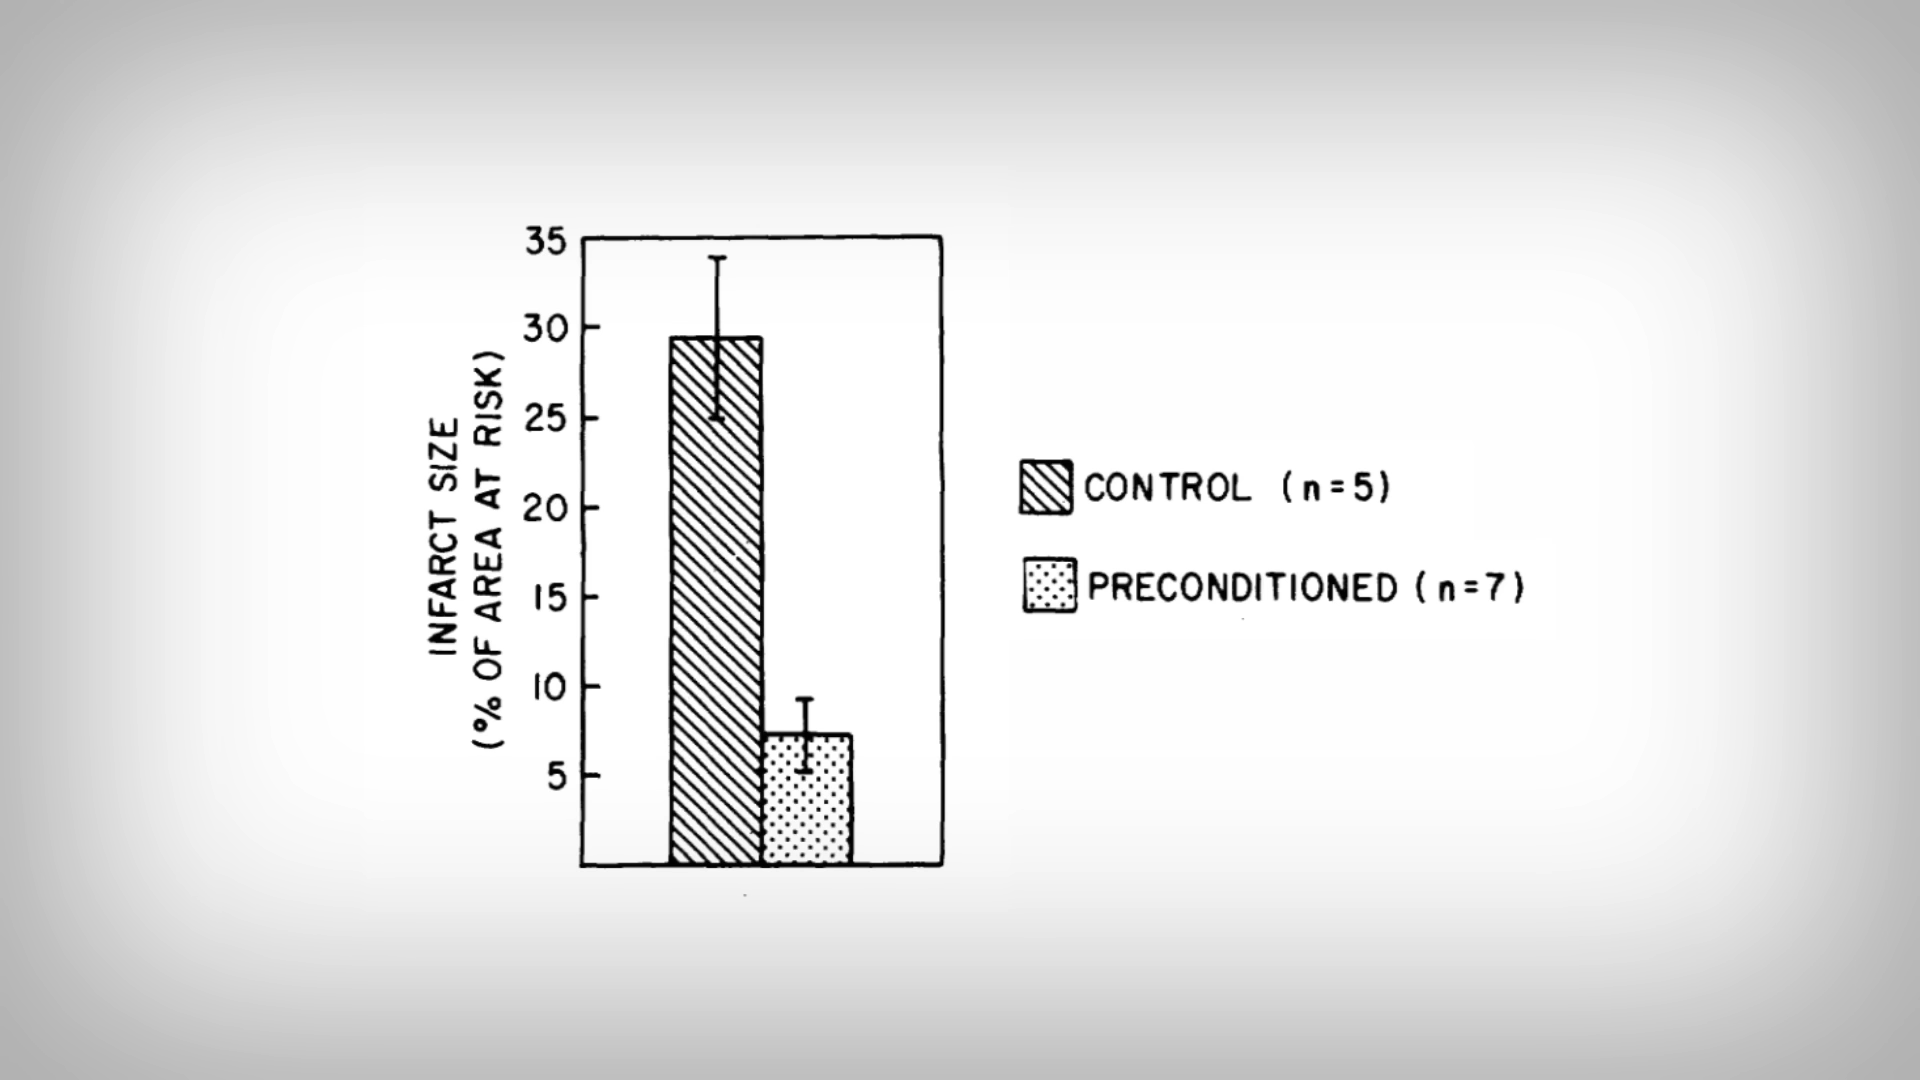 35
30
25
20
15
10
5
INFARCT SIZE
(% OF AREA AT RISK)
CONTROL (n=5)
PRECONDITIONED (n=7)